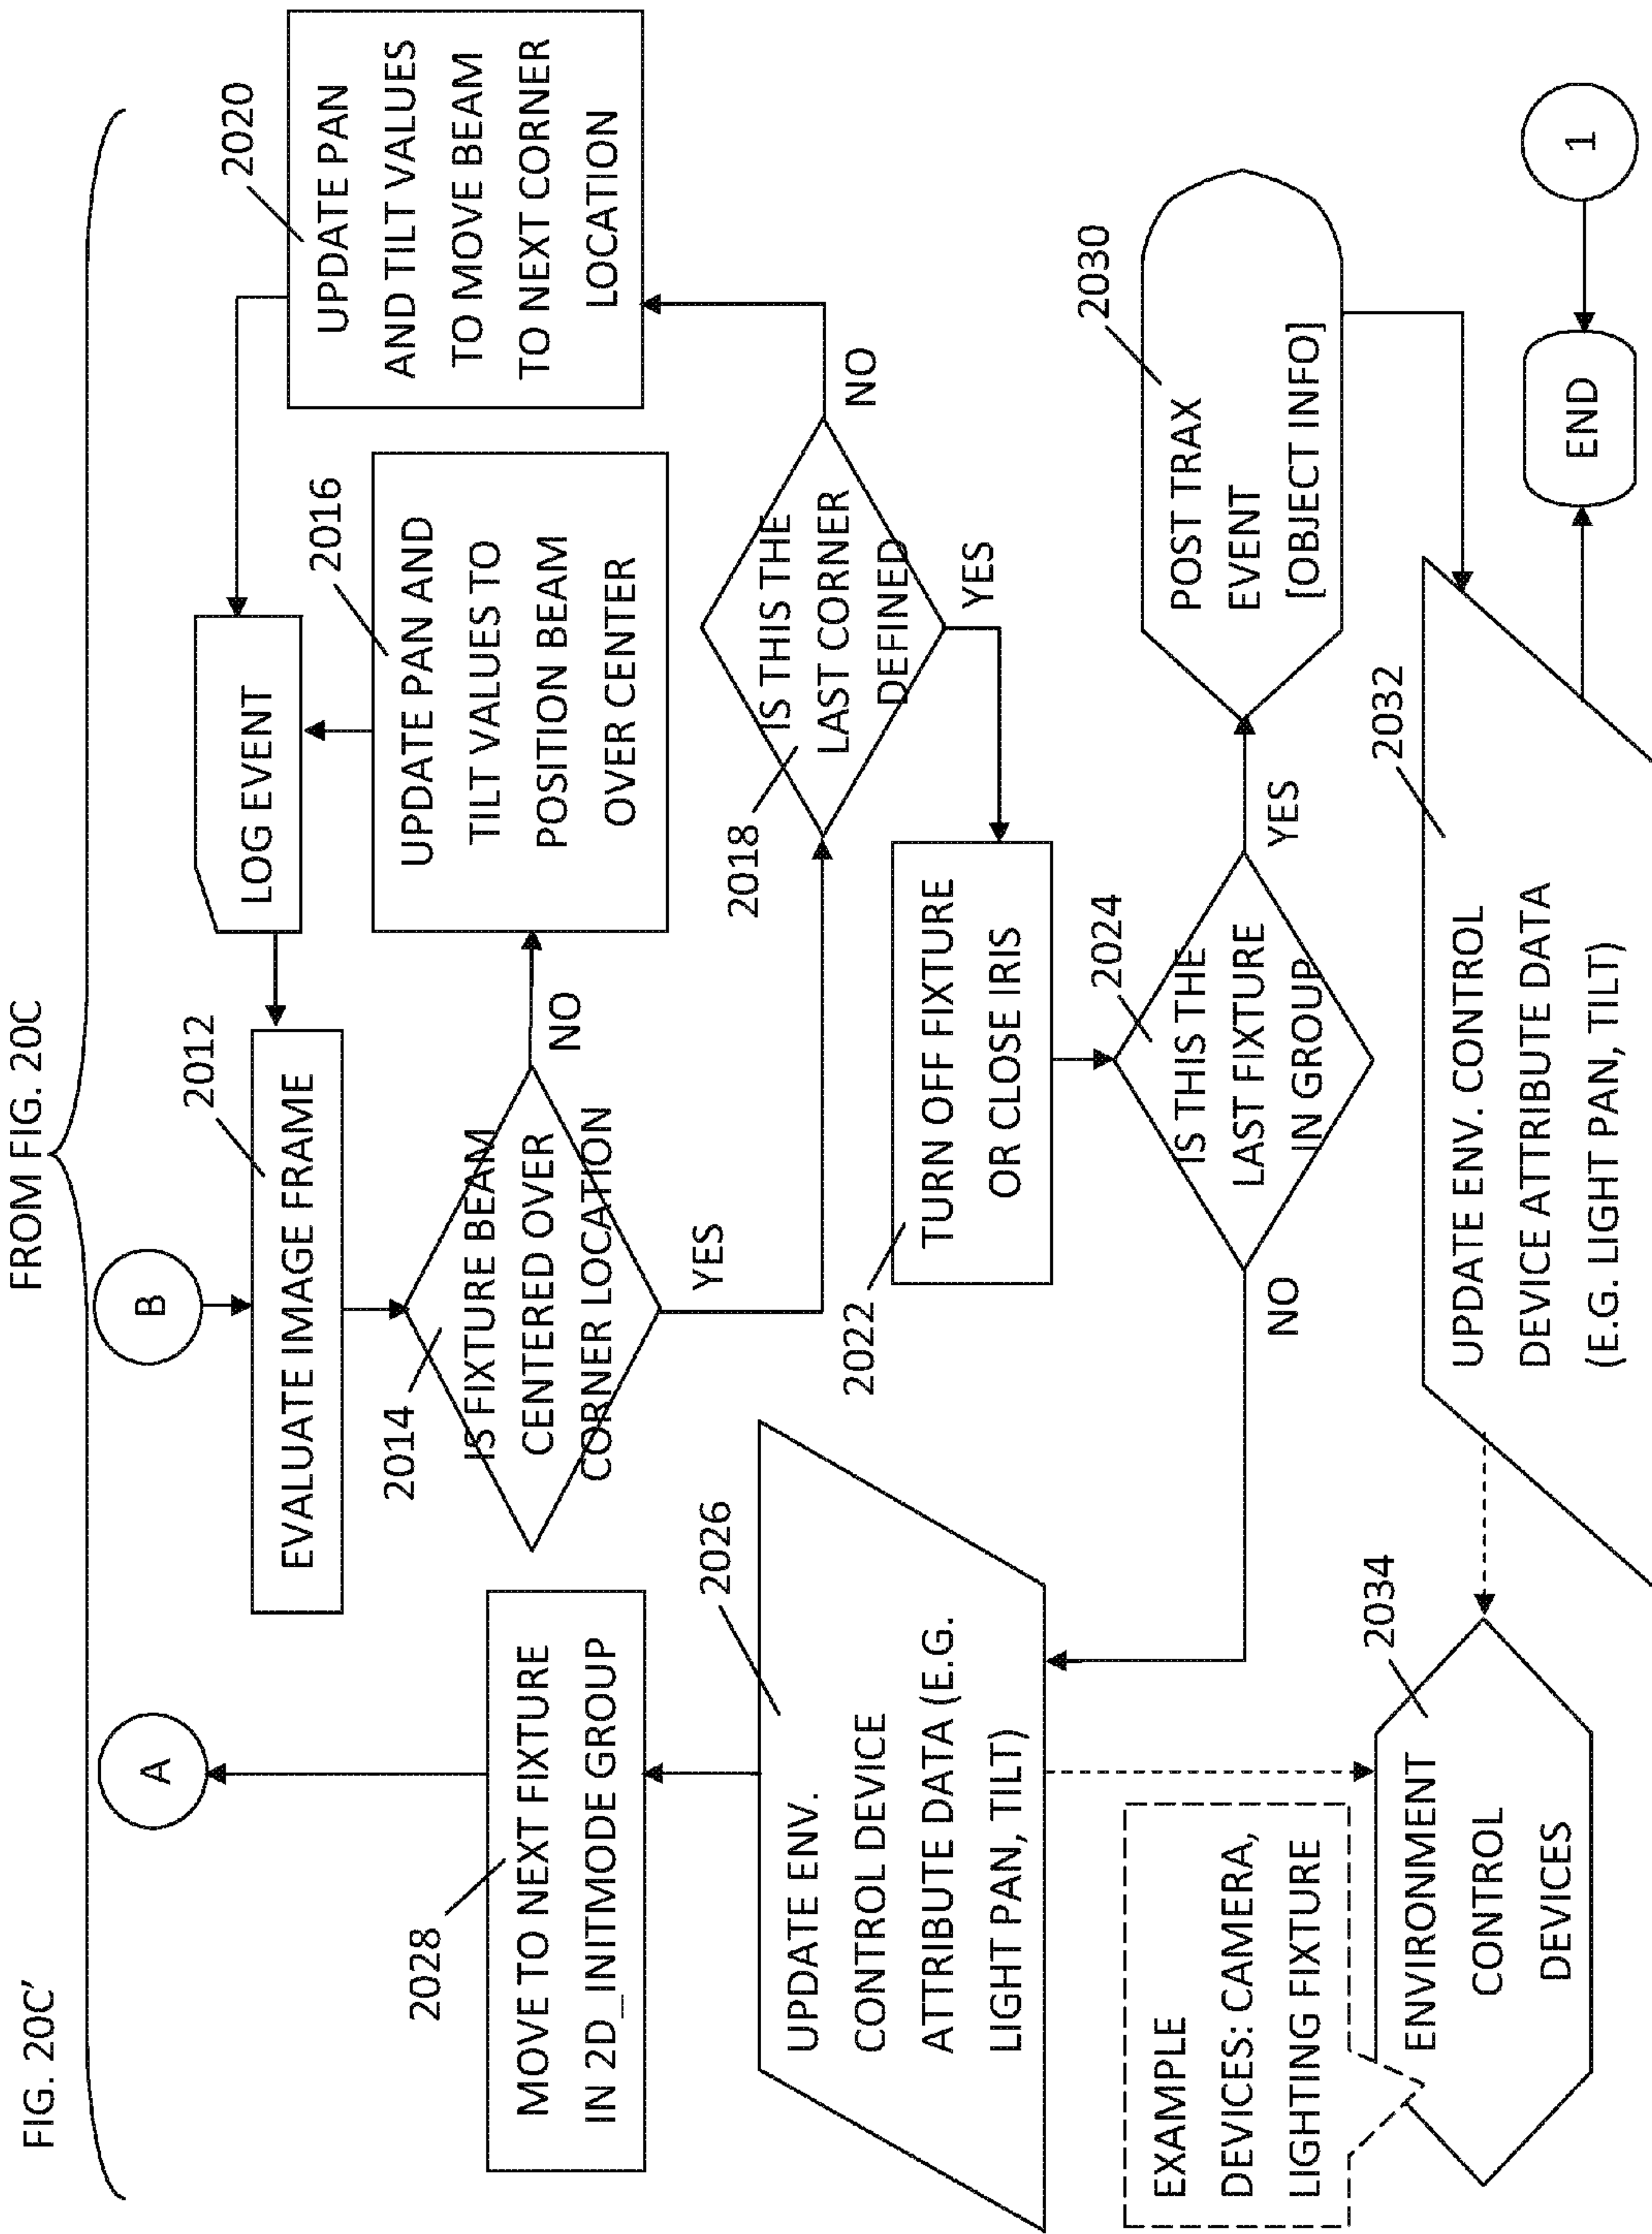 FIG. 20C'
FROM FIG. 20C
A
B
2012
EVALUATE IMAGE FRAME
LOG EVENT
2020
UPDATE PAN
AND TILT VALUES
TO MOVE BEAM
TO NEXT CORNER
LOCATION
2014
IS FIXTURE BEAM
CENTERED OVER
CORNER LOCATION
NO
YES
2016
UPDATE PAN AND
TILT VALUES TO
POSITION BEAM
OVER CENTER
2018
IS THIS THE
LAST CORNER
DEFINED
NO
YES
2028
MOVE TO NEXT FIXTURE
IN 2D_INITMODE GROUP
2026
UPDATE ENV.
CONTROL DEVICE
ATTRIBUTE DATA (E.G.
LIGHT PAN, TILT)
2022
TURN OFF FIXTURE
OR CLOSE IRIS
2024
IS THIS THE
LAST FIXTURE
IN GROUP
NO
YES
2030
POST TRAX
EVENT
[OBJECT INFO]
EXAMPLE
DEVICES: CAMERA,
LIGHTING FIXTURE
2034
ENVIRONMENT
CONTROL
DEVICES
2032
UPDATE ENV. CONTROL
DEVICE ATTRIBUTE DATA
(E.G. LIGHT PAN, TILT)
END
1